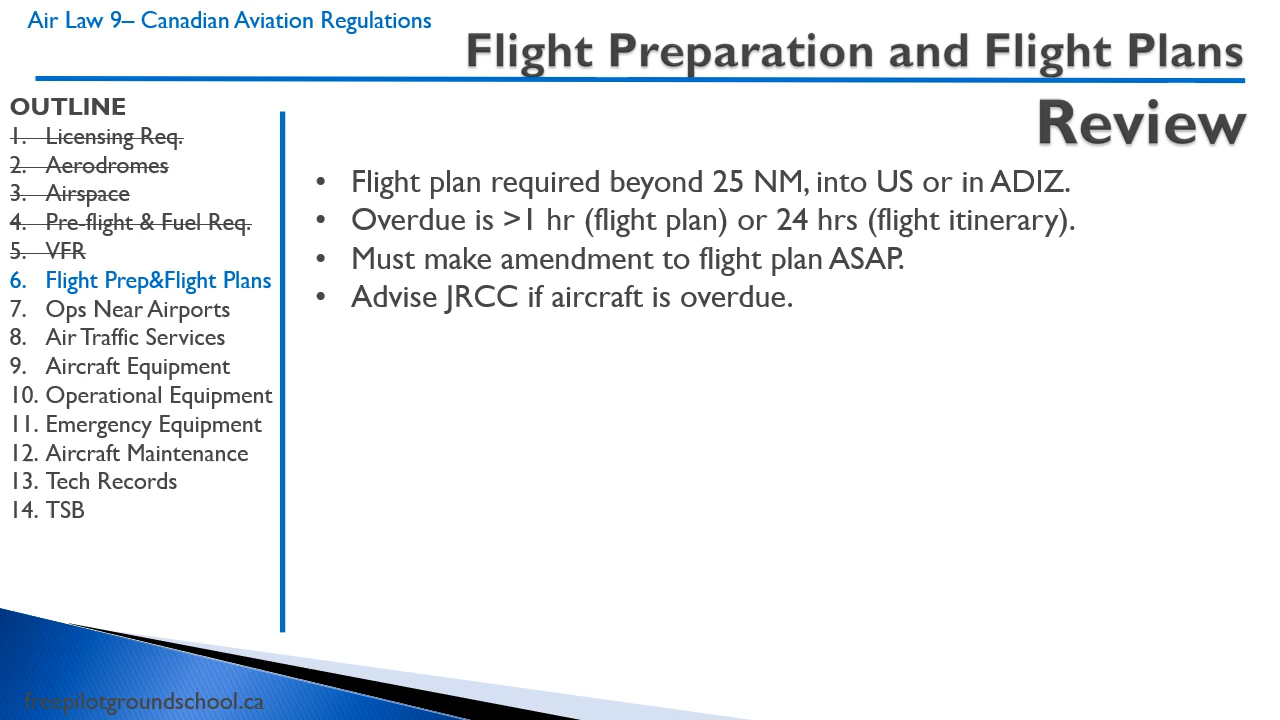 Air Law 9– Canadian Aviation Regulations
Flight Preparation and Flight Plans
Review
OUTLINE
1. Licensing Req.
2. Aerodromes
3. Airspace
4. Pre-flight & Fuel Req.
5. VFR
6. Flight Prep&Flight Plans
7. Ops Near Airports
8. Air Traffic Services
9. Aircraft Equipment
10. Operational Equipment
11. Emergency Equipment
12. Aircraft Maintenance
13. Tech Records
14. TSB
• Flight plan required beyond 25 NM, into US or in ADIZ.
• Overdue is >1 hr (flight plan) or 24 hrs (flight itinerary).
• Must make amendment to flight plan ASAP.
• Advise JRCC if aircraft is overdue.
freepilotgroundschool.ca